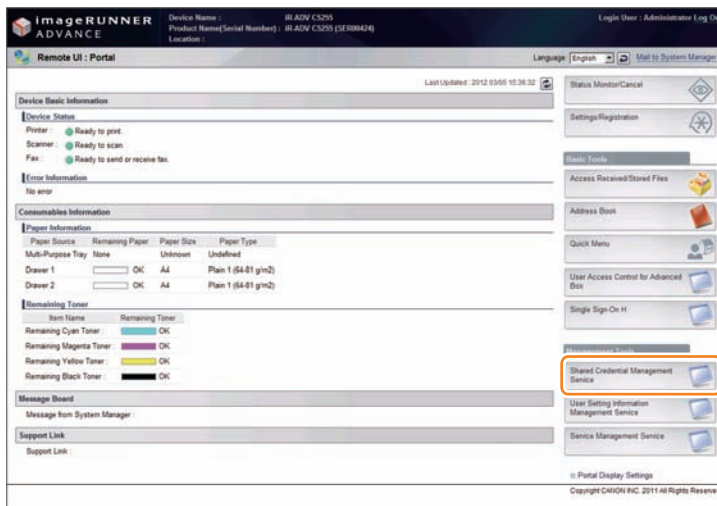 imageRUNNER
ADVANCE
Device Name : iR-ADV C5255
Product Name(Serial Number) : iR-ADV C5255 (SER00424)
Location :
Login User : Administrator Log O
Remote UI : Portal
Language: English Mail to System Manager
Last Updated : 2012 03/05 15:36:32
Device Basic Information
Device Status
Printer : Ready to print.
Scanner : Ready to scan.
Fax : Ready to send or receive fax.
Error Information
No error
Consumables Information
Paper Information
Paper Source Remaining Paper Paper Size Paper Type
Multi-Purpose Tray None Unknown Undefined
Drawer 1 OK A4 Plain 1 (64-81 g/m2)
Drawer 2 OK A4 Plain 1 (64-81 g/m2)
Remaining Toner
Item Name Remaining Toner
Remaining Cyan Toner : OK
Remaining Magenta Toner : OK
Remaining Yellow Toner : OK
Remaining Black Toner : OK
Message Board
Message from System Manager :
Support Link
Support Link :
Status Monitor/Cancel
Settings/Registration
Basic Tools
Access Received/Stored Files
Address Book
Quick Menu
User Access Control for Advanced
Box
Single Sign-On H
Management Tools
Shared Credential Management
Service
User Setting Information
Management Service
Service Management Service
Portal Display Settings
Copyright CANON INC. 2011 All Rights Reserve